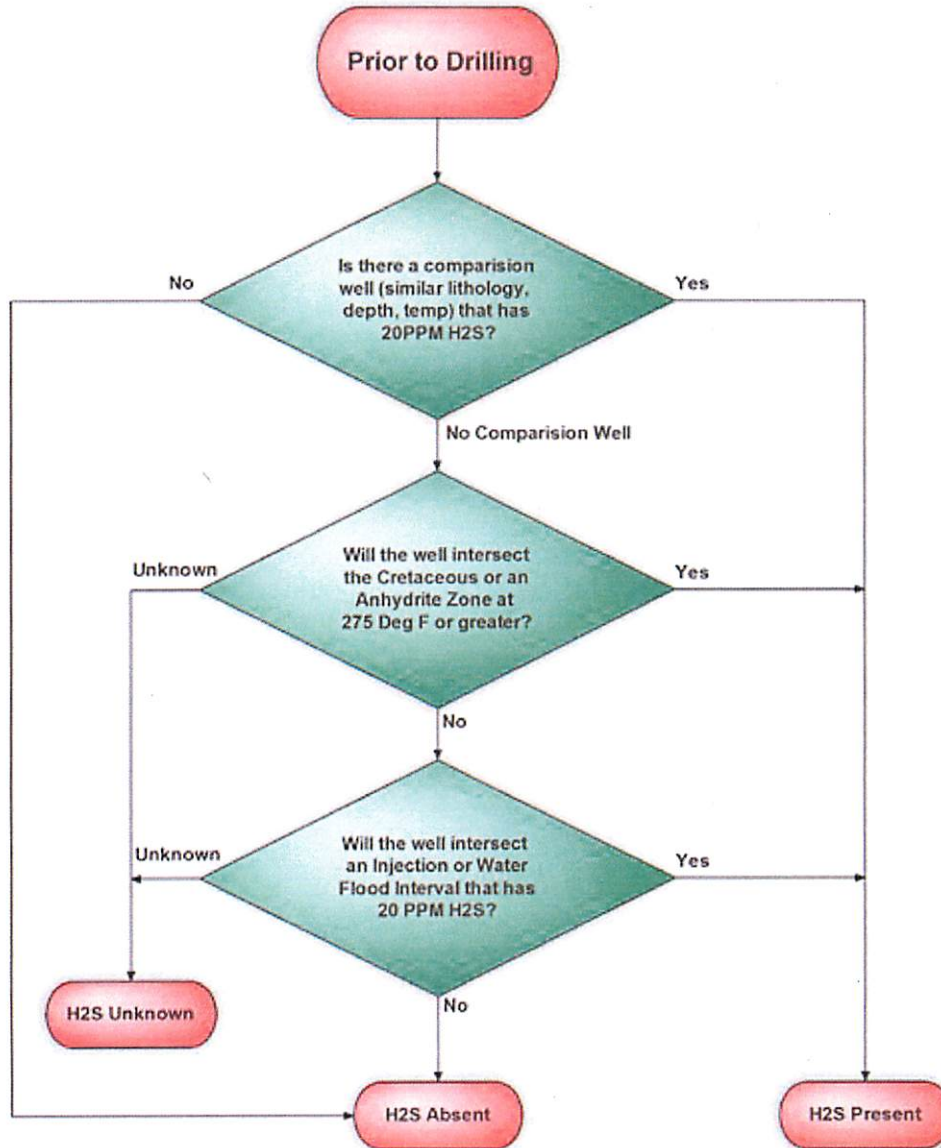 Prior to Drilling
Is there a comparision
well (similar lithology,
depth, temp) that has
20PPM H2S?
No
Yes
No Comparision Well
Will the well intersect
the Cretaceous or an
Anhydrite Zone at
275 Deg F or greater?
Unknown
Yes
No
Will the well intersect
an Injection or Water
Flood Interval that has
20 PPM H2S?
Unknown
Yes
No
H2S Unknown
H2S Absent
H2S Present